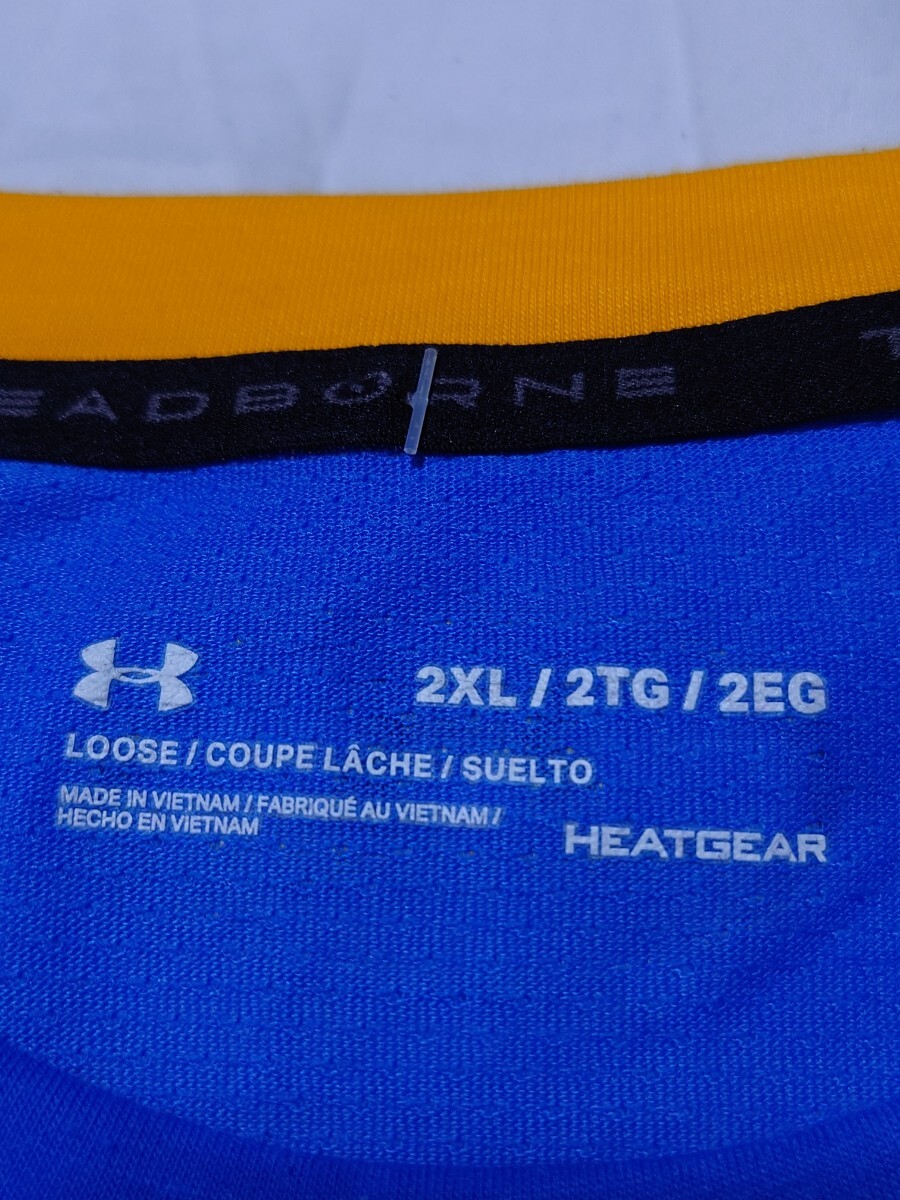 EADBORNE T
2XL / 2TG / 2EG
LOOSE / COUPE LÂCHE / SUELTO
MADE IN VIETNAM / FABRIQUÉ AU VIETNAM /
HECHO EN VIETNAM
HEATGEAR